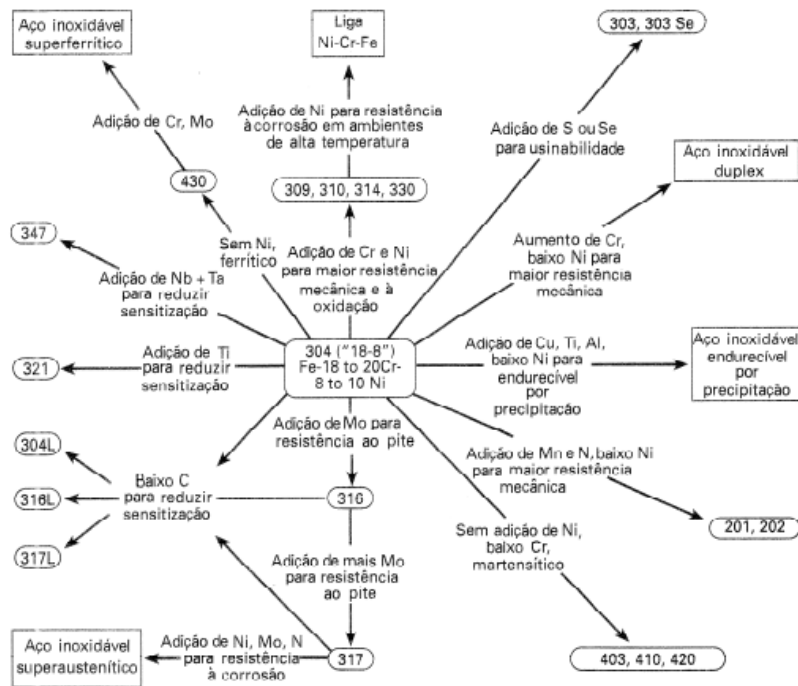 Aço inoxidável
superferrítico
Liga
Ni-Cr-Fe
303, 303 Se
Adição de Cr, Mo
Adição de Ni para resistência
à corrosão em ambientes
de alta temperatura
Adição de S ou Se
para usinabilidade
Aço inoxidável
duplex
430
309, 310, 314, 330
347
Sem Ni,
ferrítico
Adição de Cr e Ni
para maior resistência
mecânica e à
oxidação
Aumento de Cr,
baixo Ni para
maior resistência
mecânica
Adição de Nb + Ta
para reduzir
sensitização
321
Adição de Ti
para reduzir
sensitização
304 ("18-8")
Fe-18 to 20Cr-
8 to 10 Ni
Adição de Cu, Ti, Al,
baixo Ni para
endurecível
por
precipitação
Aço inoxidável
endurecível
por
precipitação
Adição de Mo para
resistência ao pite
304L
316L
317L
Baixo C
para reduzir
sensitização
316
Adição de Mn e N, baixo Ni
para maior resistência
mecânica
201, 202
Sem adição de Ni,
baixo Cr,
martensítico
Adição de mais Mo
para resistência
ao pite
Aço inoxidável
superaustenítico
Adição de Ni, Mo, N
para resistência
à corrosão
317
403, 410, 420